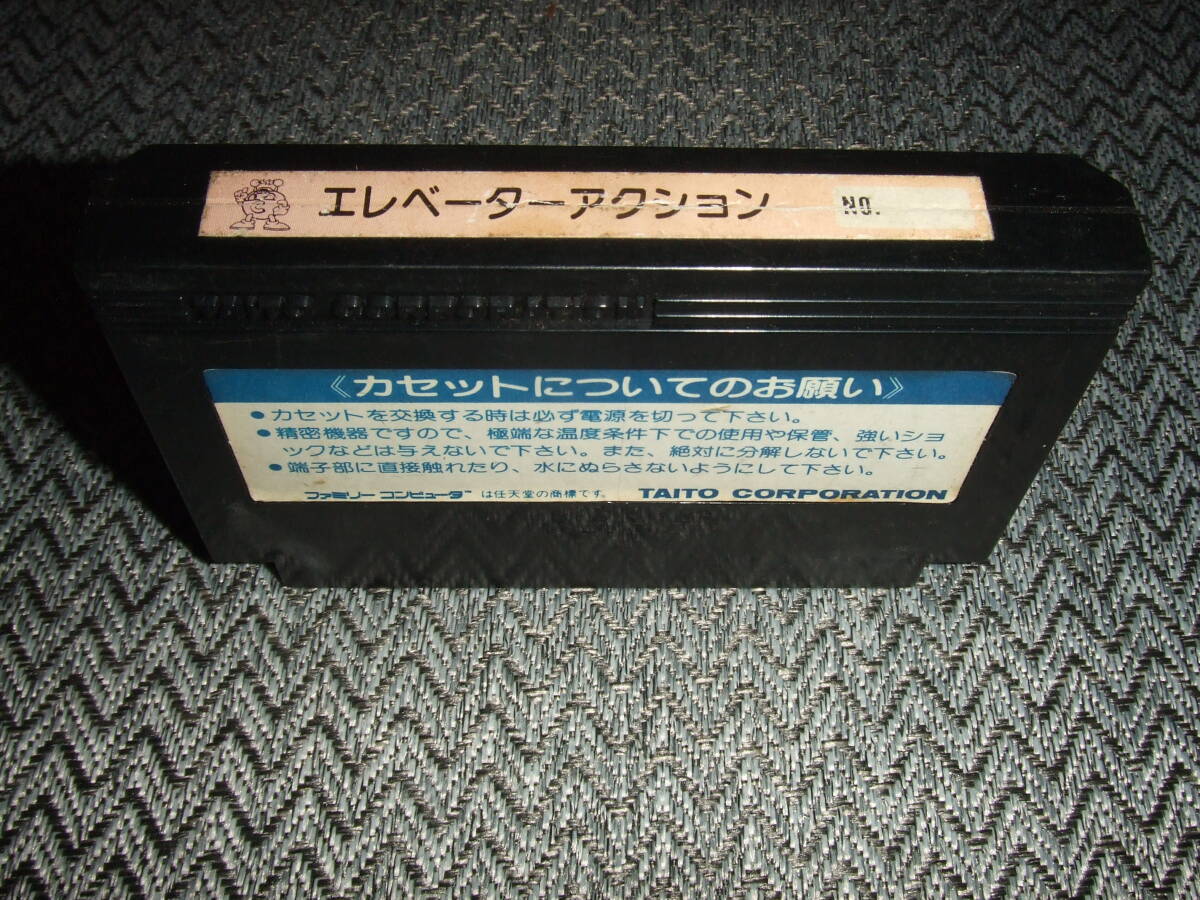 エレベーターアクション
NO.
TAITO CORPORATION
《カセットについてのお願い》
●カセットを交換する時は必ず電源を切って下さい。
●精密機器ですので、極端な温度条件下での使用や保管、強いショ
ックなどは与えないで下さい。また、絶対に分解しないで下さい。
●端子部に直接触れたり、水にぬらさないようにして下さい。
ファミリー コンピュータ™ は任天堂の商標です。 TAITO CORPORATION